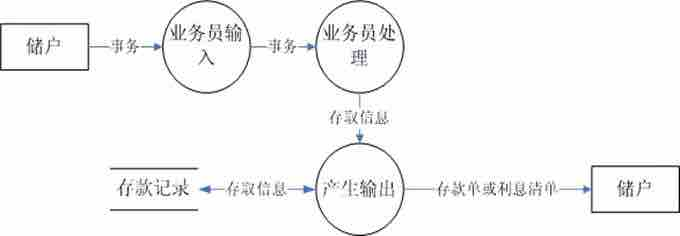 储户
事务
业务员输
入
事务
业务员处
理
存取信息
存款记录
存取信息
产生输出
存款单或利息清单
储户